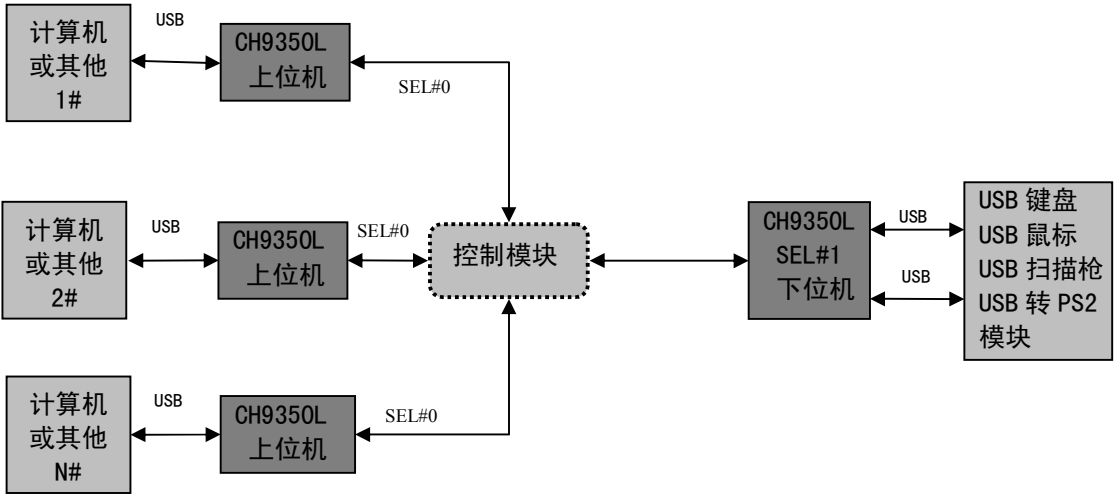 计算机
或其他
1#
USB
CH9350L
上位机
SEL#0
计算机
或其他
2#
USB
CH9350L
上位机
SEL#0
控制模块
CH9350L
SEL#1
下位机
USB
USB
USB 键盘
USB 鼠标
USB 扫描枪
USB 转 PS2
模块
计算机
或其他
N#
USB
CH9350L
上位机
SEL#0